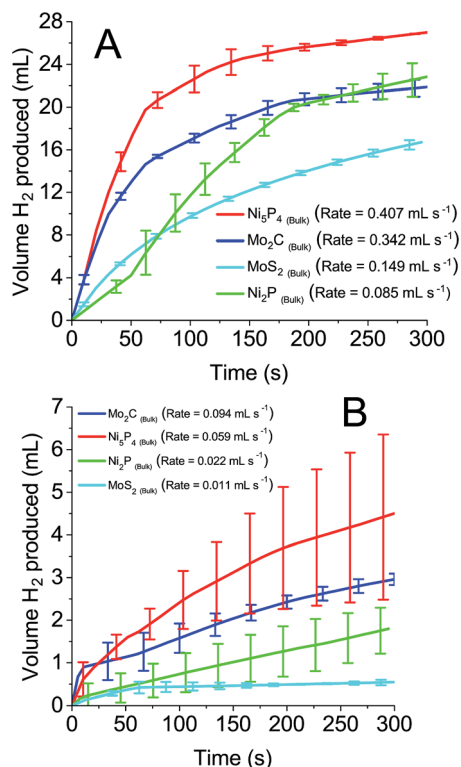 A
Volume H2 produced (mL)
28
24
20
16
12
8
4
0
Ni5P4 (Bulk) (Rate = 0.407 mL s-1)
Mo2C (Bulk) (Rate = 0.342 mL s-1)
MoS2 (Bulk) (Rate = 0.149 mL s-1)
Ni2P (Bulk) (Rate = 0.085 mL s-1)
0 50 100 150 200 250 300
Time (s)
B
Volume H2 produced (mL)
7
6
5
4
3
2
1
0
Mo2C (Bulk) (Rate = 0.094 mL s-1)
Ni5P4 (Bulk) (Rate = 0.059 mL s-1)
Ni2P (Bulk) (Rate = 0.022 mL s-1)
MoS2 (Bulk) (Rate = 0.011 mL s-1)
0 50 100 150 200 250 300
Time (s)